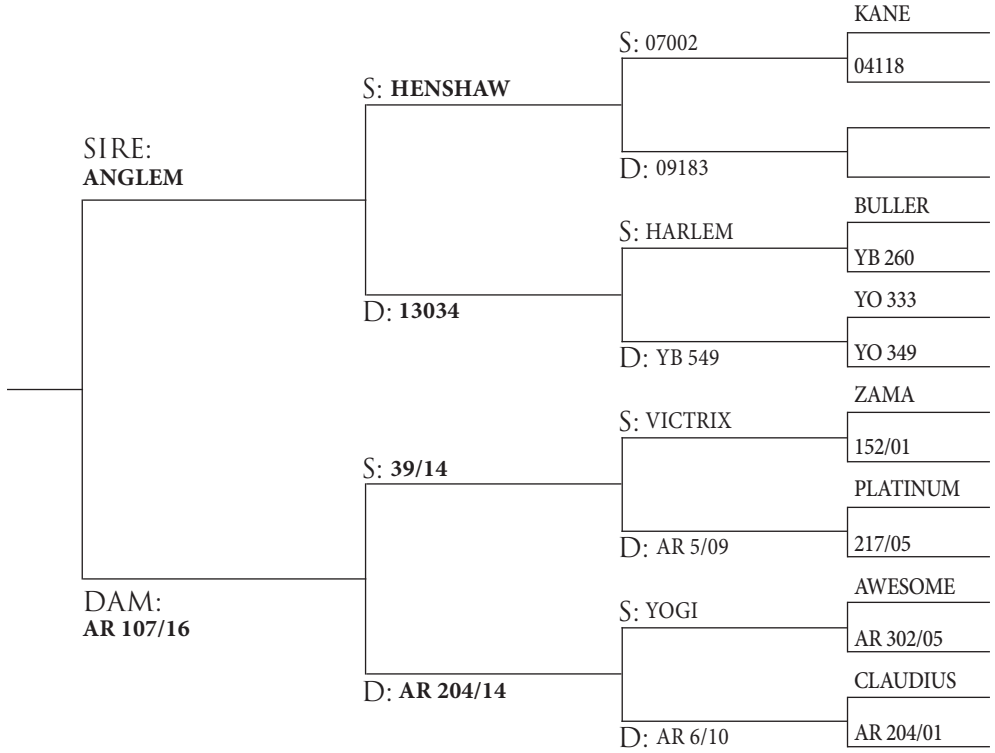 KANE
S: 07002
04118
S: HENSHAW
SIRE:
ANGLEM
D: 09183
BULLER
S: HARLEM
YB 260
D: 13034
YO 333
D: YB 549
YO 349
ZAMA
S: VICTRIX
152/01
S: 39/14
PLATINUM
D: AR 5/09
217/05
DAM:
AR 107/16
AWESOME
S: YOGI
AR 302/05
D: AR 204/14
CLAUDIUS
D: AR 6/10
AR 204/01